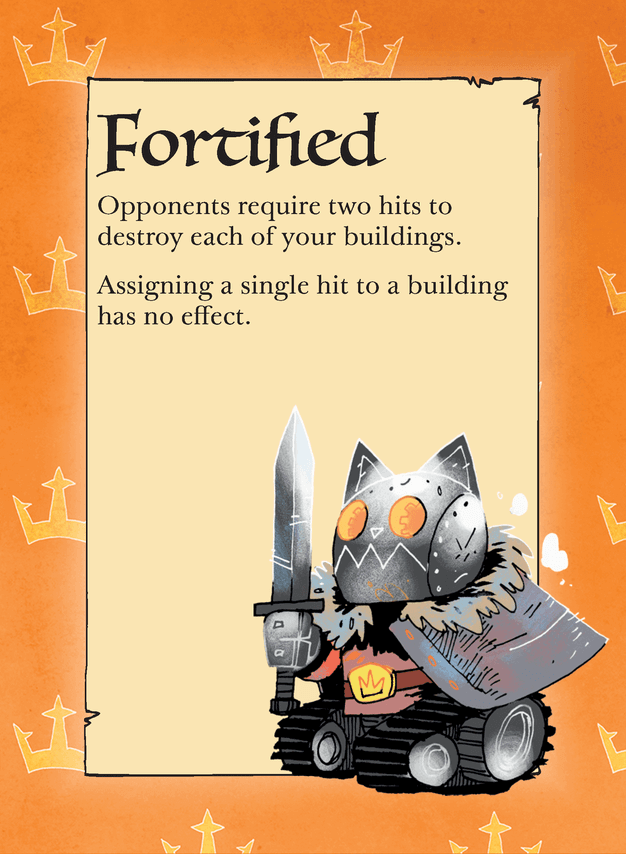 Fortified
Opponents require two hits to
destroy each of your buildings.
Assigning a single hit to a building
has no effect.